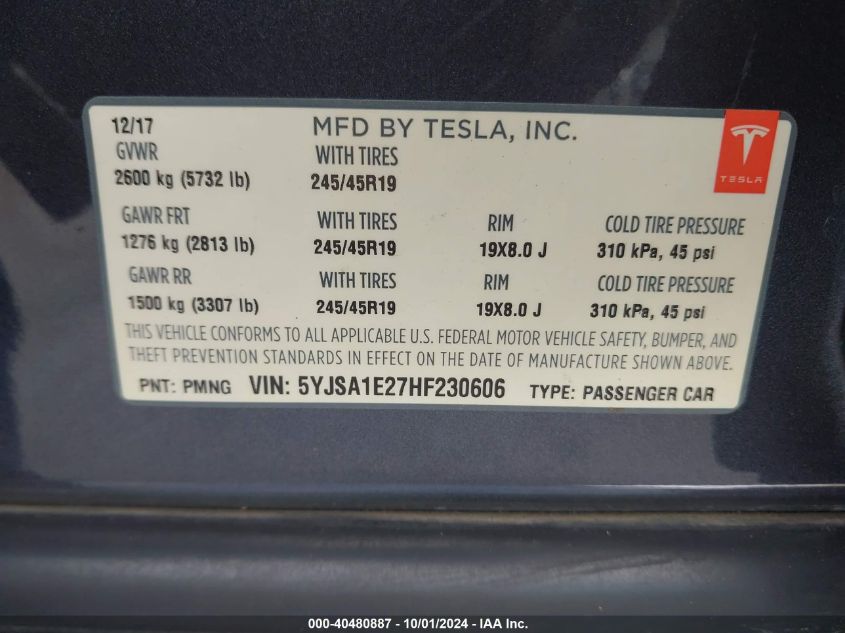 12/17 MFD BY TESLA, INC.
GVWR WITH TIRES
2600 kg (5732 lb) 245/45R19
TESLA
GAWR FRT WITH TIRES RIM COLD TIRE PRESSURE
1276 kg (2813 lb) 245/45R19 19X8.0 J 310 kPa, 45 psi
GAWR RR WITH TIRES RIM COLD TIRE PRESSURE
1500 kg (3307 lb) 245/45R19 19X8.0 J 310 kPa, 45 psi
THIS VEHICLE CONFORMS TO ALL APPLICABLE U.S. FEDERAL MOTOR VEHICLE SAFETY, BUMPER, AND
THEFT PREVENTION STANDARDS IN EFFECT ON THE DATE OF MANUFACTURE SHOWN ABOVE.
PNT: PMNG VIN: 5YJSA1E27HF230606 TYPE: PASSENGER CAR
000-40480887 - 10/01/2024 - IAA Inc.